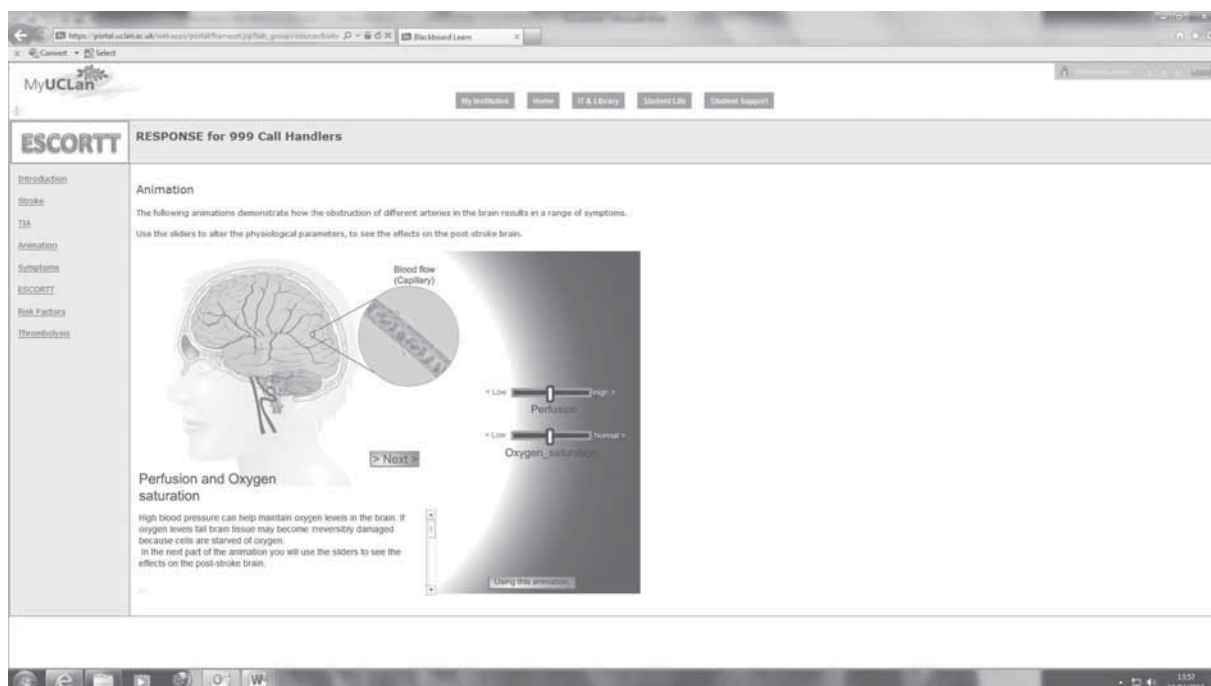 Blackboard Learn
x
Convert
Select
MyUCLan
My Institution
Home
IT & Library
Student Life
Student Support
ESCORTT
RESPONSE for 999 Call Handlers
Introduction
Stroke
TIA
Animation
Symptoms
ESCORTT
Risk Factors
Thrombolysis
Animation
The following animations demonstrate how the obstruction of different arteries in the brain results in a range of symptoms.
Use the sliders to alter the physiological parameters, to see the effects on the post-stroke brain.
Blood flow
(Capillary)
< Low
High >
Perfusion
< Low
Normal >
Oxygen_saturation
> Next >
Perfusion and Oxygen
saturation
High blood pressure can help maintain oxygen levels in the brain. If
oxygen levels fall brain tissue may become irreversibly damaged
because cells are starved of oxygen.
In the next part of the animation you will use the sliders to see the
effects on the post-stroke brain.
Using this animation
13:57